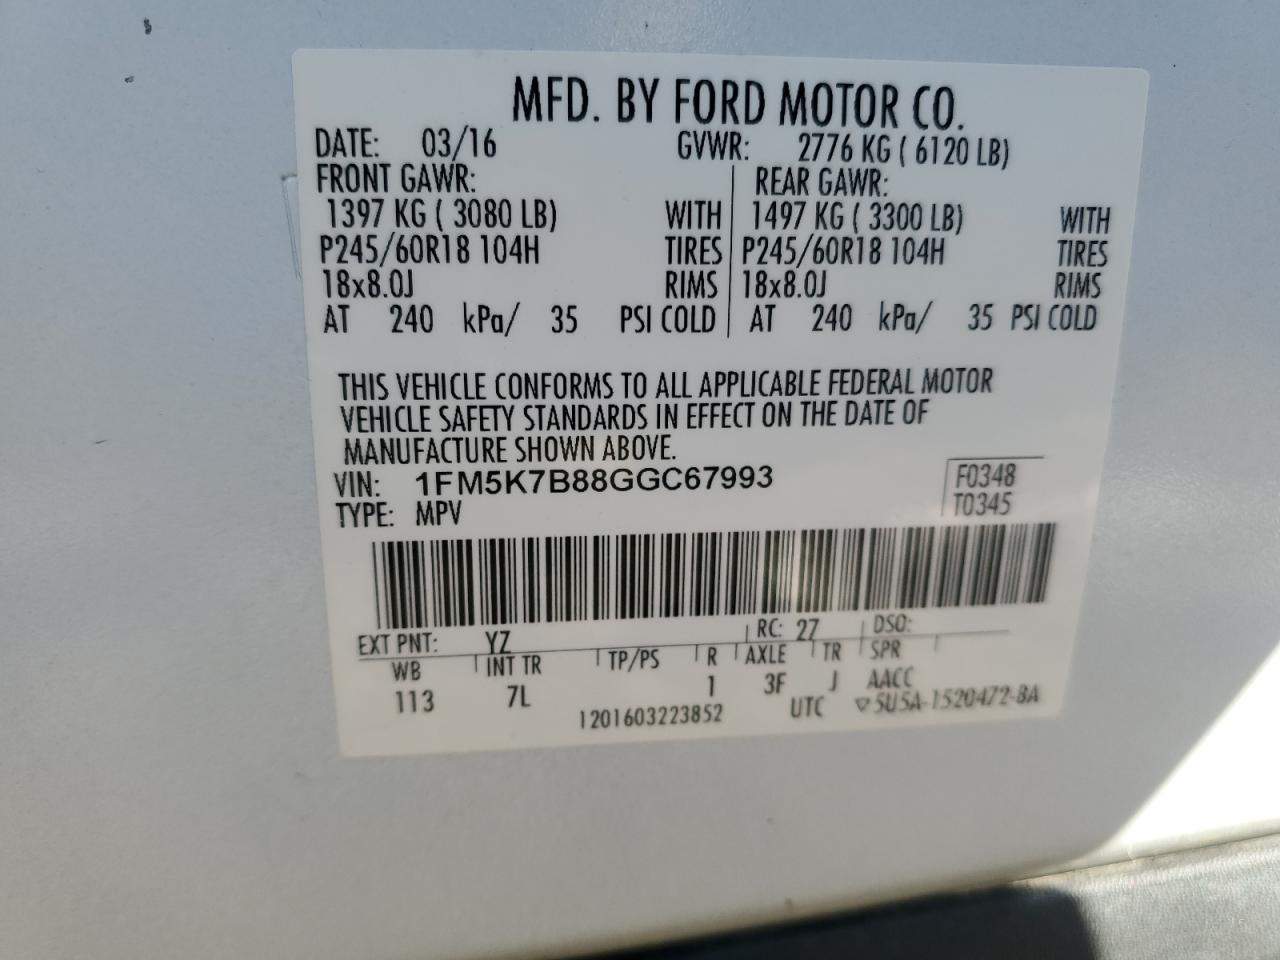 MFD. BY FORD MOTOR CO.
DATE: 03/16 GVWR: 2776 KG ( 6120 LB)
FRONT GAWR: REAR GAWR:
1397 KG ( 3080 LB) WITH 1497 KG ( 3300 LB) WITH
P245/60R18 104H TIRES P245/60R18 104H TIRES
18x8.0J RIMS 18x8.0J RIMS
AT 240 kPa/ 35 PSI COLD AT 240 kPa/ 35 PSI COLD
THIS VEHICLE CONFORMS TO ALL APPLICABLE FEDERAL MOTOR
VEHICLE SAFETY STANDARDS IN EFFECT ON THE DATE OF
MANUFACTURE SHOWN ABOVE.
VIN: 1FM5K7B88GGC67993 F0348
TYPE: MPV T0345
EXT PNT: YZ RC: 27 DSO:
WB INT TR TP/PS R AXLE TR SPR
113 7L 1 3F J AACC
1201603223852 UTC ▽5U5A-1520472-BA